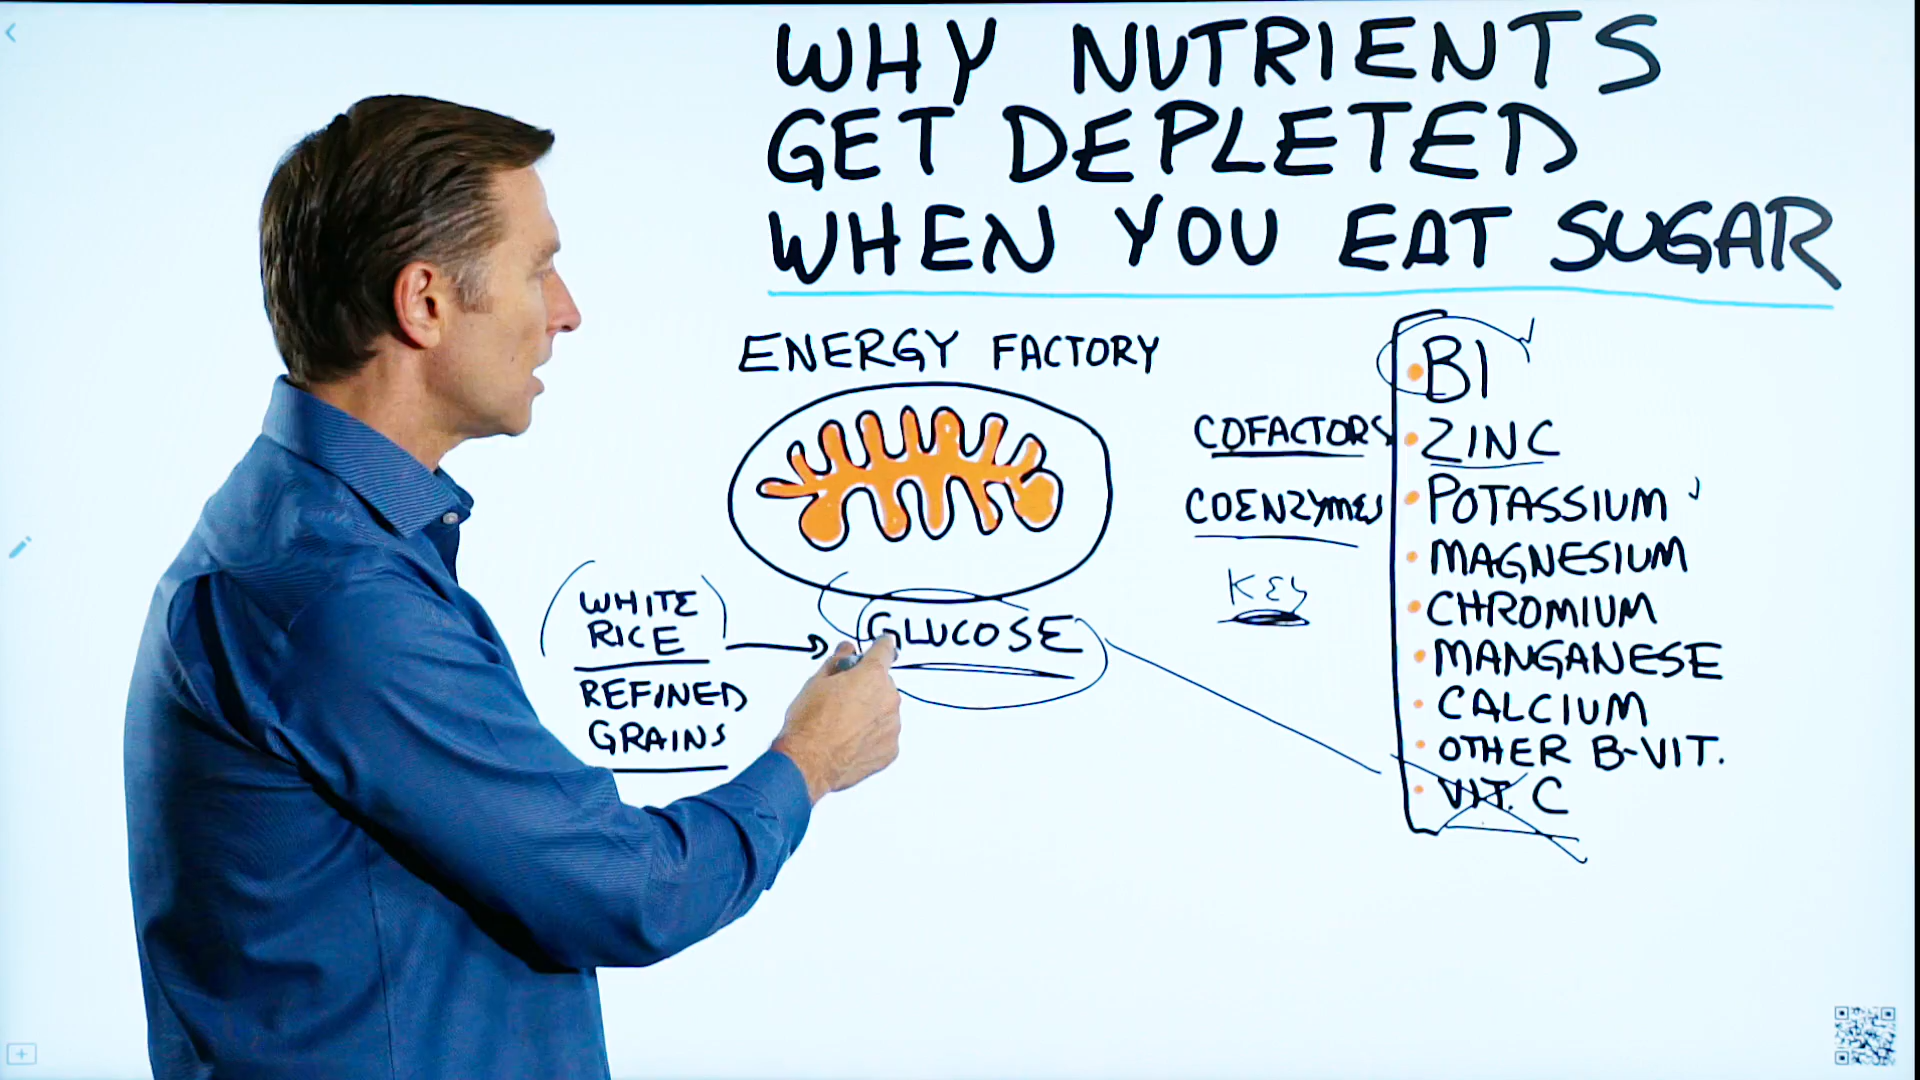 WHY NUTRIENTS
GET DEPLETED
WHEN YOU EAT SUGAR
ENERGY FACTORY
WHITE
RICE
REFINED
GRAINS
GLUCOSE
COFACTORS
COENZYMES
KEY
B1
ZINC
POTASSIUM
MAGNESIUM
CHROMIUM
MANGANESE
CALCIUM
OTHER B-VIT.
VIT. C